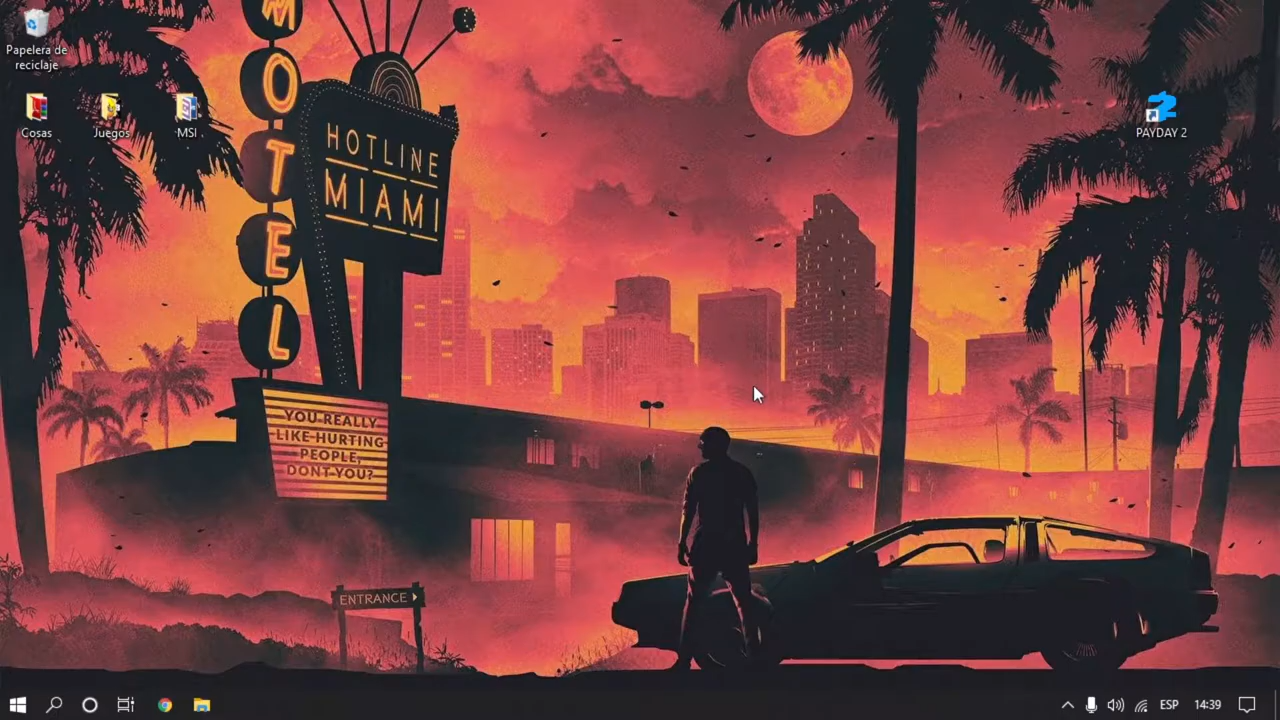 Papelera de
reciclaje
Cosas
Juegos
MSI .
PAYDAY 2
MOTEL
HOTLINE
MIAMI
YOU REALLY
LIKE HURTING
PEOPLE,
DONT YOU?
ENTRANCE
ESP
14:39